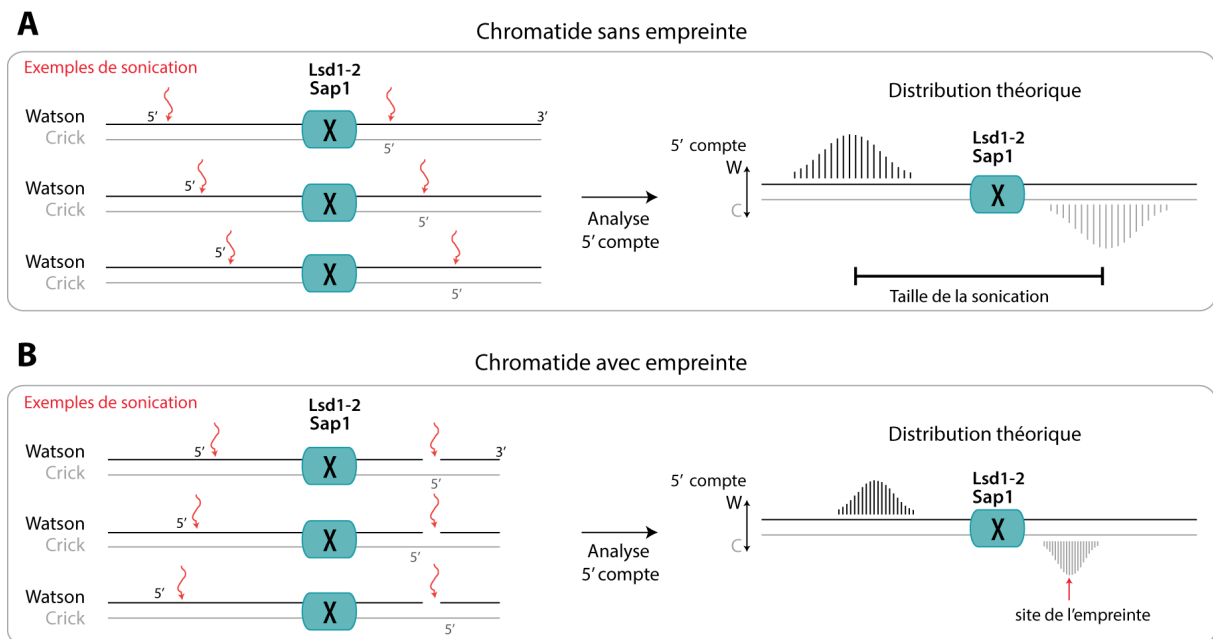 A
Chromatide sans empreinte
Exemples de sonication
Lsd1-2
Sap1
Watson
Crick
5’
3’
X
5’
Watson
Crick
5’
X
5’
Watson
Crick
5’
X
5’
Analyse
5’ compte
Distribution théorique
5’ compte
W
C
Lsd1-2
Sap1
X
Taille de la sonication
B
Chromatide avec empreinte
Exemples de sonication
Lsd1-2
Sap1
Watson
Crick
5’
3’
X
5’
Watson
Crick
5’
X
5’
Watson
Crick
5’
X
5’
Analyse
5’ compte
Distribution théorique
5’ compte
W
C
Lsd1-2
Sap1
X
site de l’empreinte